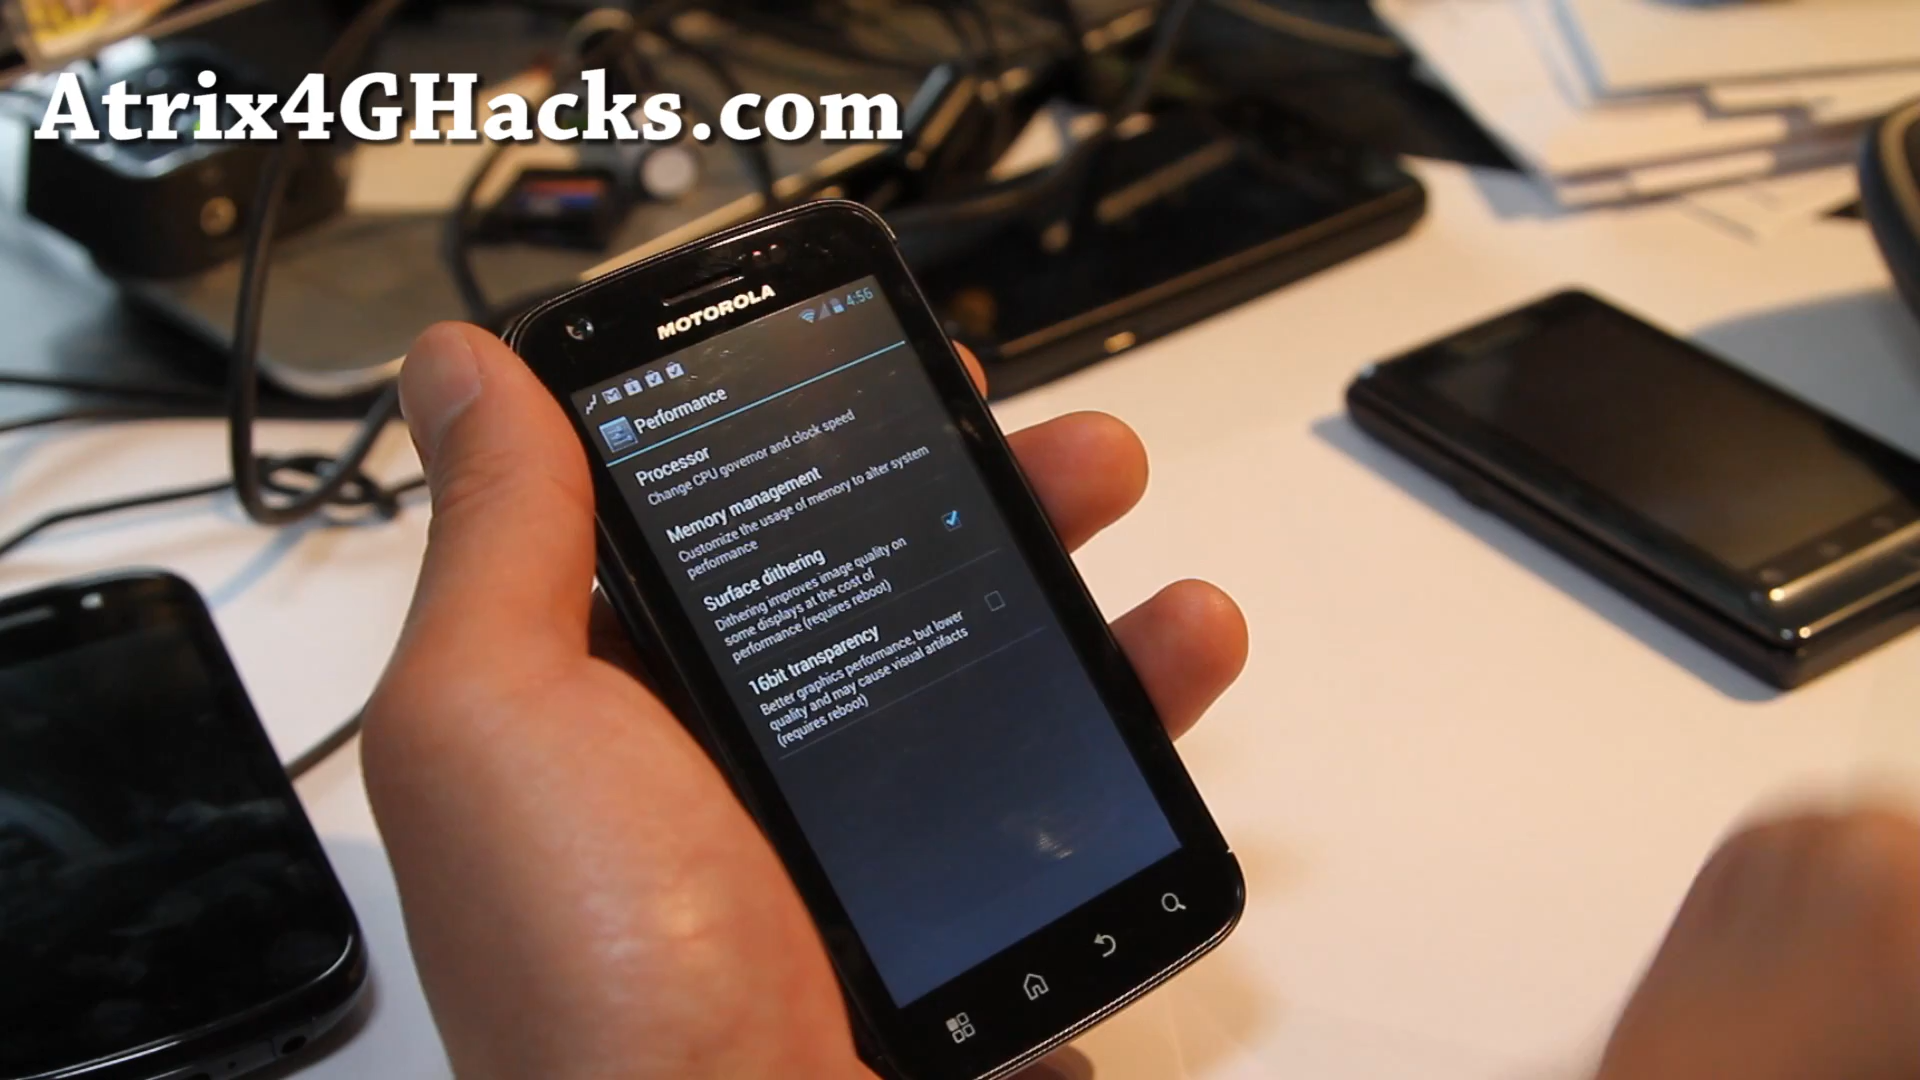 Atrix4GHacks.com
MOTOROLA
4:56
Performance
Processor
Change CPU governor and clock speed
Memory management
Customize the usage of memory to alter system
performance
Surface dithering
Dithering improves image quality on
some displays at the cost of
performance (requires reboot)
16bit transparency
Better graphics performance, but lower
quality and may cause visual artifacts
(requires reboot)